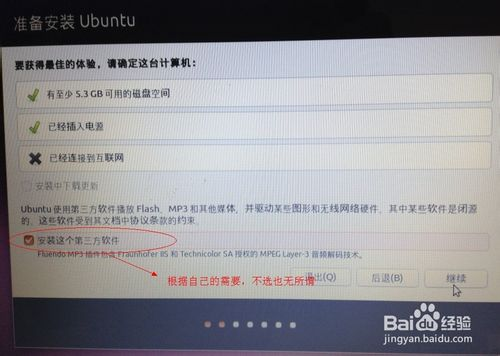 准备安装 Ubuntu
要获得最佳的体验，请确定这台计算机：
有至少 5.3 GB 可用的磁盘空间
已经插入电源
已经连接到互联网
安装中下载更新
Ubuntu 使用第三方软件播放 Flash、MP3 和其他媒体，并驱动某些图形和无线网络硬件。其中某些软件是闭源
的。这些软件受到其文档中协议条款的约束。
安装这个第三方软件
Fluendo MP3 插件包含 Fraunhofer IIS 和 Technicolor SA 授权的 MPEG Layer-3 音频解码技术。
根据自己的需要，不选也无所谓
退出(Q)
后退(B)
继续
Baidu 经验
jingyan.baidu.com